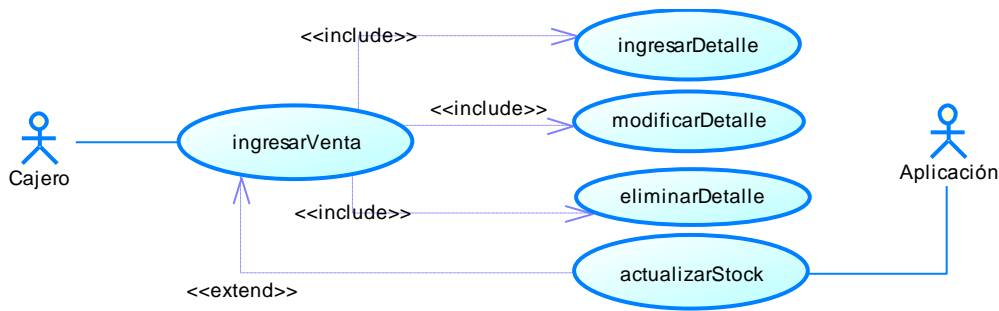 <<include>>
ingresarDetalle
<<include>>
modificarDetalle
ingresarVenta
Cajero
Aplicación
eliminarDetalle
<<include>>
actualizarStock
<<extend>>